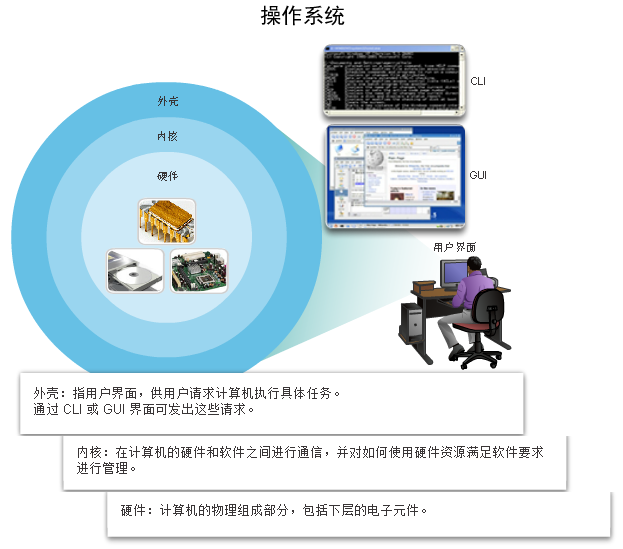 操作系统
CLI
外壳
内核
硬件
GUI
用户界面
外壳：指用户界面，供用户请求计算机执行具体任务。
通过 CLI 或 GUI 界面可发出这些请求。
内核：在计算机的硬件和软件之间进行通信，并对如何使用硬件资源满足软件要求
进行管理。
硬件：计算机的物理组成部分，包括下层的电子元件。